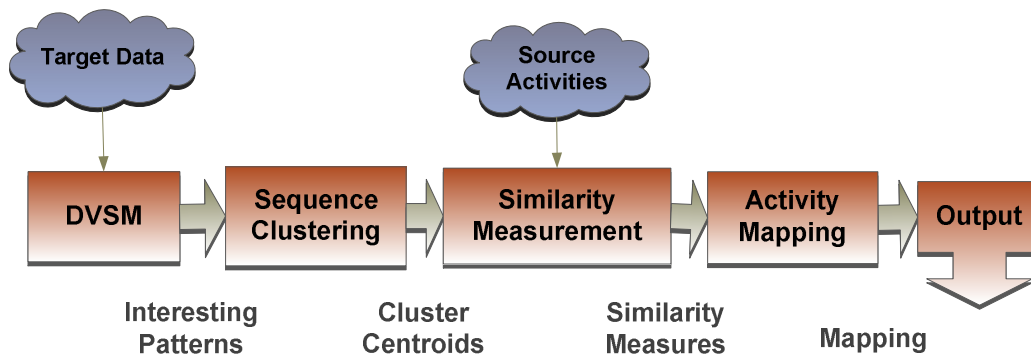 Target Data
Source
Activities
DVSM
Sequence
Clustering
Similarity
Measurement
Activity
Mapping
Output
Interesting
Patterns
Cluster
Centroids
Similarity
Measures
Mapping